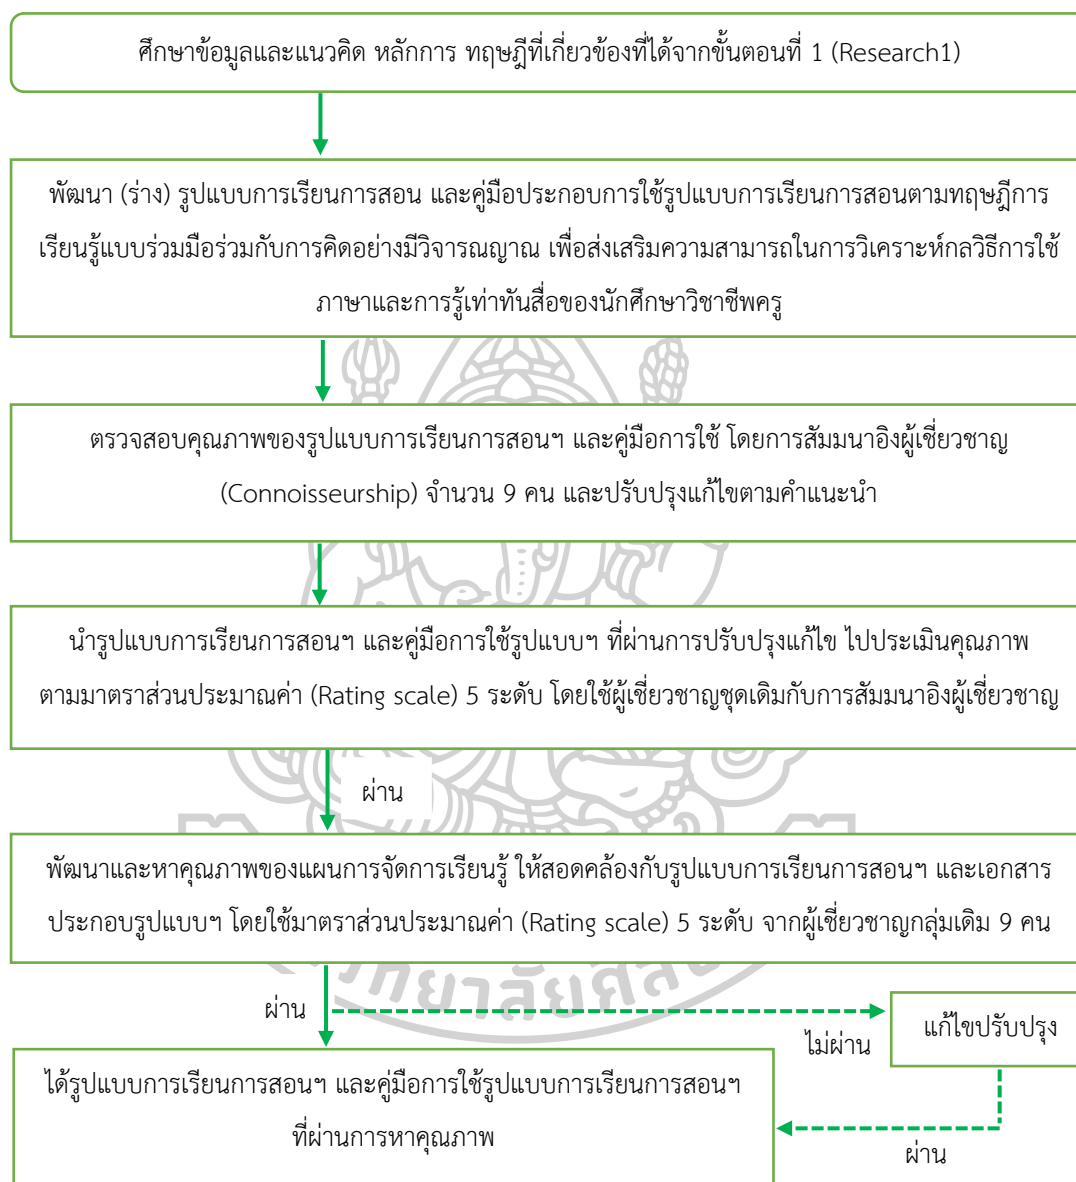 ศึกษาข้อมูลและแนวคิด หลักการ ทฤษฎีที่เกี่ยวข้องที่ได้จากขั้นตอนที่ 1 (Research1)
พัฒนา (ร่าง) รูปแบบการเรียนการสอน และคู่มือประกอบการใช้รูปแบบการเรียนการสอนตามทฤษฎีการ
เรียนรู้แบบร่วมมือร่วมกับการคิดอย่างมีวิจารณญาณ เพื่อส่งเสริมความสามารถในการวิเคราะห์กลวิธีการใช้
ภาษาและการรู้เท่าทันสื่อของนักศึกษาวิชาชีพครู
ตรวจสอบคุณภาพของรูปแบบการเรียนการสอนฯ และคู่มือการใช้ โดยการสัมมนาอิงผู้เชี่ยวชาญ
(Connoisseurship) จำนวน 9 คน และปรับปรุงแก้ไขตามคำแนะนำ
นำรูปแบบการเรียนการสอนฯ และคู่มือการใช้รูปแบบฯ ที่ผ่านการปรับปรุงแก้ไข ไปประเมินคุณภาพ
ตามมาตราส่วนประมาณค่า (Rating scale) 5 ระดับ โดยใช้ผู้เชี่ยวชาญชุดเดิมกับการสัมมนาอิงผู้เชี่ยวชาญ
ผ่าน
พัฒนาและหาคุณภาพของแผนการจัดการเรียนรู้ ให้สอดคล้องกับรูปแบบการเรียนการสอนฯ และเอกสาร
ประกอบรูปแบบฯ โดยใช้มาตราส่วนประมาณค่า (Rating scale) 5 ระดับ จากผู้เชี่ยวชาญกลุ่มเดิม 9 คน
ผ่าน
ไม่ผ่าน
แก้ไขปรับปรุง
ได้รูปแบบการเรียนการสอนฯ และคู่มือการใช้รูปแบบการเรียนการสอนฯ
ที่ผ่านการหาคุณภาพ
ผ่าน